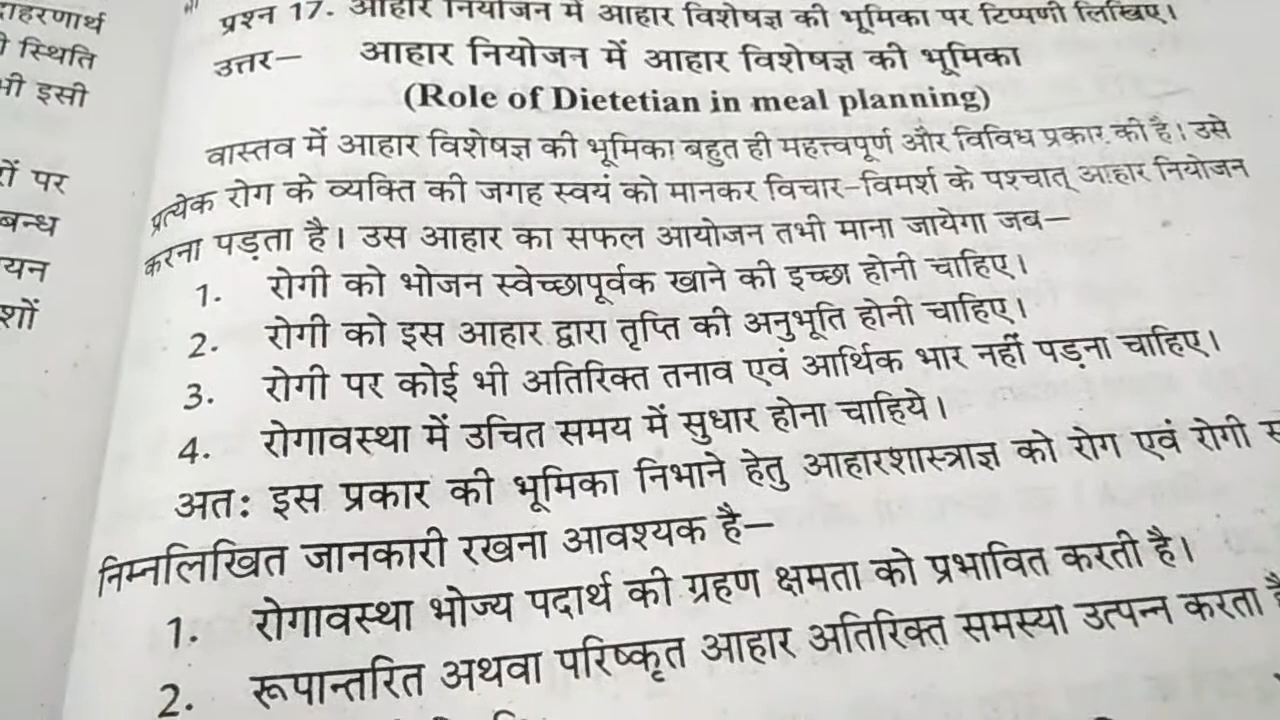 दाहरणार्थ
स्थिति
भी इसी
रों पर
बन्ध
यन
शों
प्रश्न 17. आहार नियोजन में आहार विशेषज्ञ की भूमिका पर टिप्पणी लिखिए।
उत्तर— आहार नियोजन में आहार विशेषज्ञ की भूमिका
(Role of Dietetian in meal planning)
वास्तव में आहार विशेषज्ञ की भूमिका बहुत ही महत्त्वपूर्ण और विविध प्रकार की है। उसे
प्रत्येक रोग के व्यक्ति की जगह स्वयं को मानकर विचार-विमर्श के पश्चात् आहार नियोजन
करना पड़ता है। उस आहार का सफल आयोजन तभी माना जायेगा जब—
1. रोगी को भोजन स्वेच्छापूर्वक खाने की इच्छा होनी चाहिए।
2. रोगी को इस आहार द्वारा तृप्ति की अनुभूति होनी चाहिए।
3. रोगी पर कोई भी अतिरिक्त तनाव एवं आर्थिक भार नहीं पड़ना चाहिए।
4. रोगावस्था में उचित समय में सुधार होना चाहिये।
अतः इस प्रकार की भूमिका निभाने हेतु आहारशास्त्राज्ञ को रोग एवं रोगी
निम्नलिखित जानकारी रखना आवश्यक है—
1. रोगावस्था भोज्य पदार्थ की ग्रहण क्षमता को प्रभावित करती है।
2. रूपान्तरित अथवा परिष्कृत आहार अतिरिक्त समस्या उत्पन्न करता है